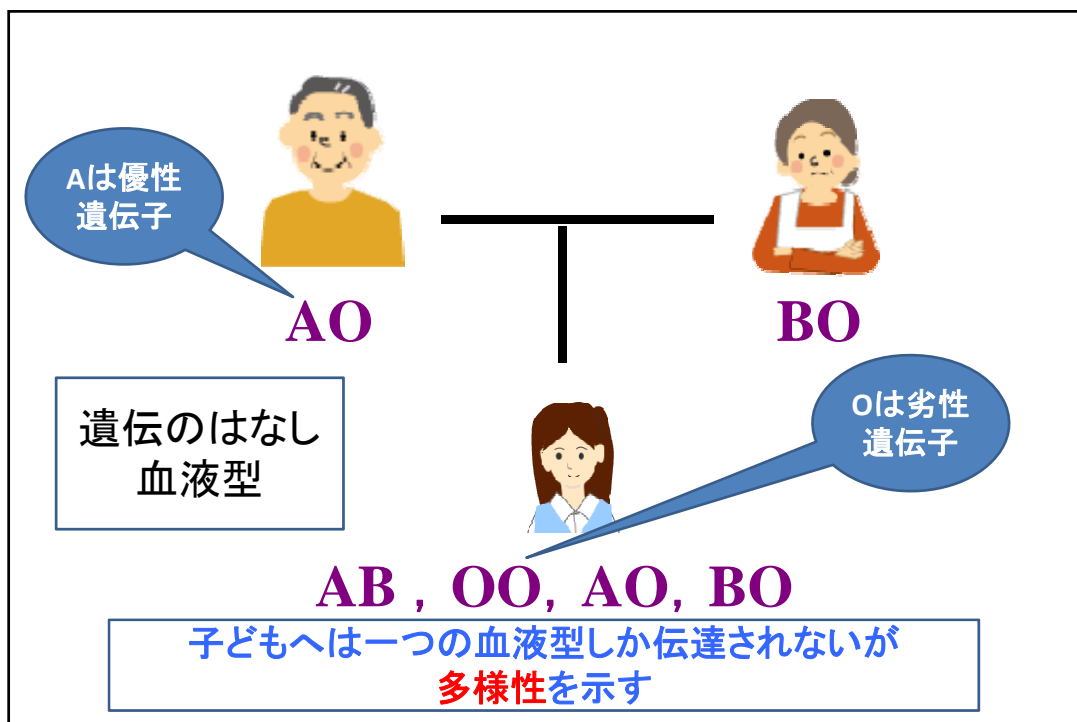 Aは優性
遺伝子
AO
BO
遺伝のはなし
血液型
Oは劣性
遺伝子
AB , OO, AO, BO
子どもへは一つの血液型しか伝達されないが
多様性を示す